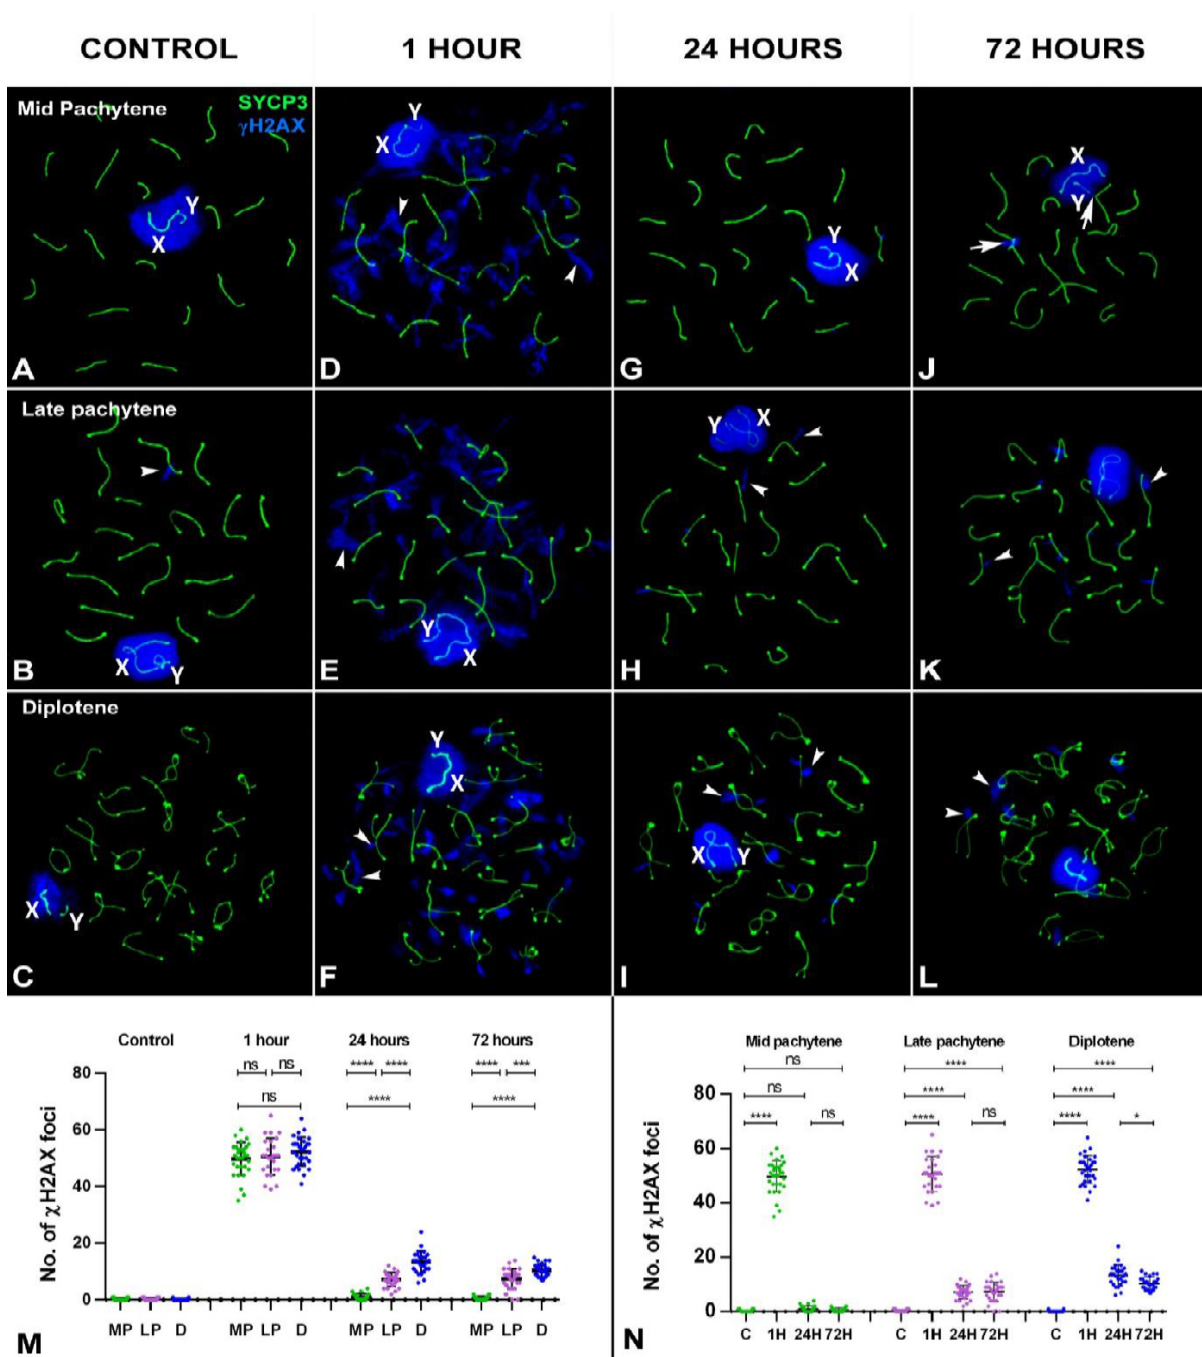 CONTROL 1 HOUR 24 HOURS 72 HOURS
Mid Pachytene SYCP3
γH2AX
Y X
Y X
Y X
X Y
A D G J
Late pachytene
X Y
Y X
Y X
B E H K
Diplotene
X Y
Y X
X Y
C F I L
Control 1 hour 24 hours 72 hours
ns ns **** **** **** ***
ns **** ****
No. of χH2AX foci
80
60
40
20
0
MP LP D MP LP D MP LP D MP LP D
M
Mid pachytene Late pachytene Diplotene
ns **** ****
ns **** ****
**** ns **** ns **** *
No. of χH2AX foci
80
60
40
20
0
C 1H 24H 72H C 1H 24H 72H C 1H 24H 72H
N